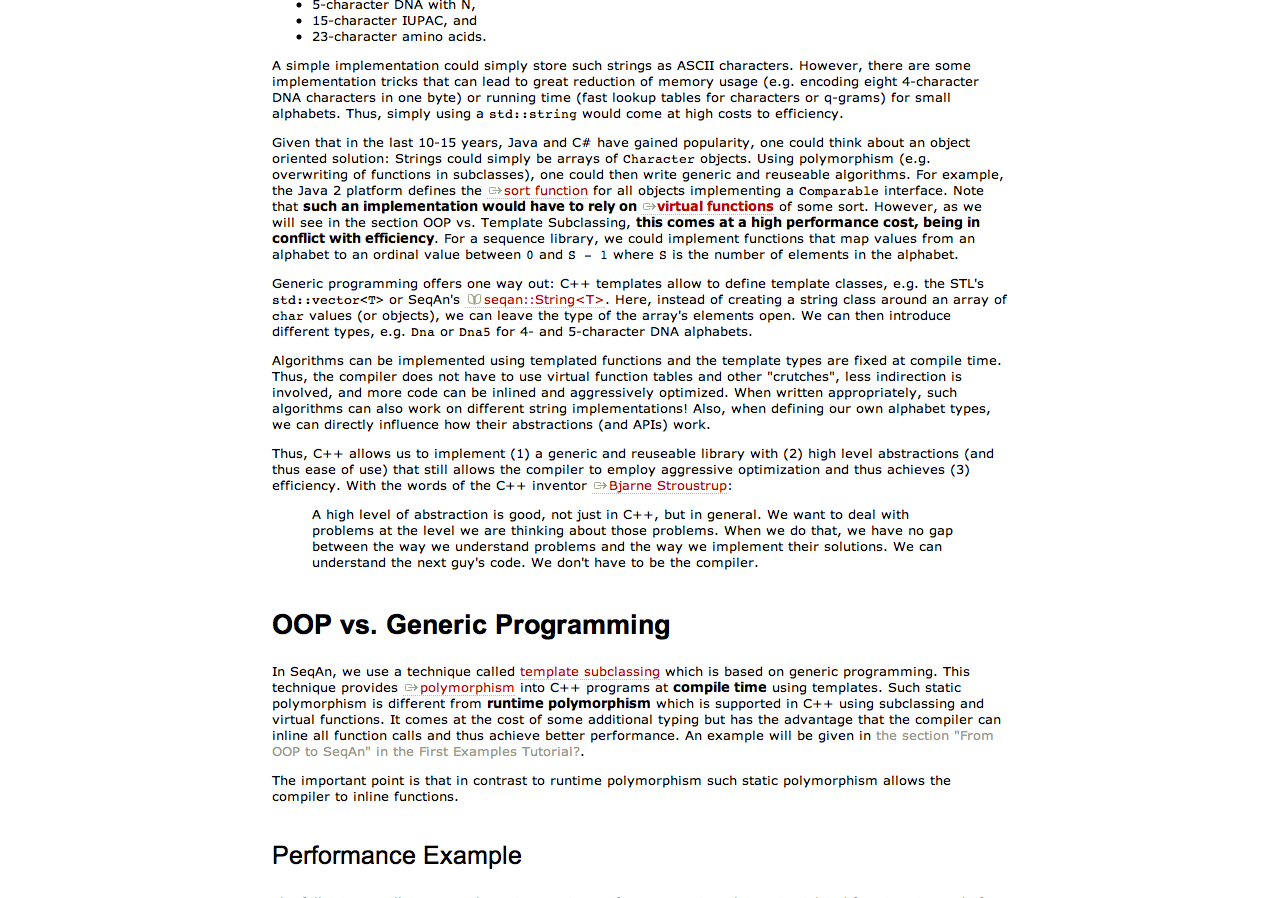 5-character DNA with N,
15-character IUPAC, and
23-character amino acids.
A simple implementation could simply store such strings as ASCII characters. However, there are some
implementation tricks that can lead to great reduction of memory usage (e.g. encoding eight 4-character
DNA characters in one byte) or running time (fast lookup tables for characters or q-grams) for small
alphabets. Thus, simply using a std::string would come at high costs to efficiency.
Given that in the last 10-15 years, Java and C# have gained popularity, one could think about an object
oriented solution: Strings could simply be arrays of Character objects. Using polymorphism (e.g.
overwriting of functions in subclasses), one could then write generic and reuseable algorithms. For example,
the Java 2 platform defines the sort function for all objects implementing a Comparable interface. Note
that such an implementation would have to rely on virtual functions of some sort. However, as we
will see in the section OOP vs. Template Subclassing, this comes at a high performance cost, being in
conflict with efficiency. For a sequence library, we could implement functions that map values from an
alphabet to an ordinal value between 0 and S - 1 where S is the number of elements in the alphabet.
Generic programming offers one way out: C++ templates allow to define template classes, e.g. the STL's
std::vector<T> or SeqAn's seqan::String<T>. Here, instead of creating a string class around an array of
char values (or objects), we can leave the type of the array's elements open. We can then introduce
different types, e.g. Dna or Dna5 for 4- and 5-character DNA alphabets.
Algorithms can be implemented using templated functions and the template types are fixed at compile time.
Thus, the compiler does not have to use virtual function tables and other "crutches", less indirection is
involved, and more code can be inlined and aggressively optimized. When written appropriately, such
algorithms can also work on different string implementations! Also, when defining our own alphabet types,
we can directly influence how their abstractions (and APIs) work.
Thus, C++ allows us to implement (1) a generic and reuseable library with (2) high level abstractions (and
thus ease of use) that still allows the compiler to employ aggressive optimization and thus achieves (3)
efficiency. With the words of the C++ inventor Bjarne Stroustrup:
A high level of abstraction is good, not just in C++, but in general. We want to deal with
problems at the level we are thinking about those problems. When we do that, we have no gap
between the way we understand problems and the way we implement their solutions. We can
understand the next guy's code. We don't have to be the compiler.
OOP vs. Generic Programming
In SeqAn, we use a technique called template subclassing which is based on generic programming. This
technique provides polymorphism into C++ programs at compile time using templates. Such static
polymorphism is different from runtime polymorphism which is supported in C++ using subclassing and
virtual functions. It comes at the cost of some additional typing but has the advantage that the compiler can
inline all function calls and thus achieve better performance. An example will be given in the section "From
OOP to SeqAn" in the First Examples Tutorial?.
The important point is that in contrast to runtime polymorphism such static polymorphism allows the
compiler to inline functions.
Performance Example